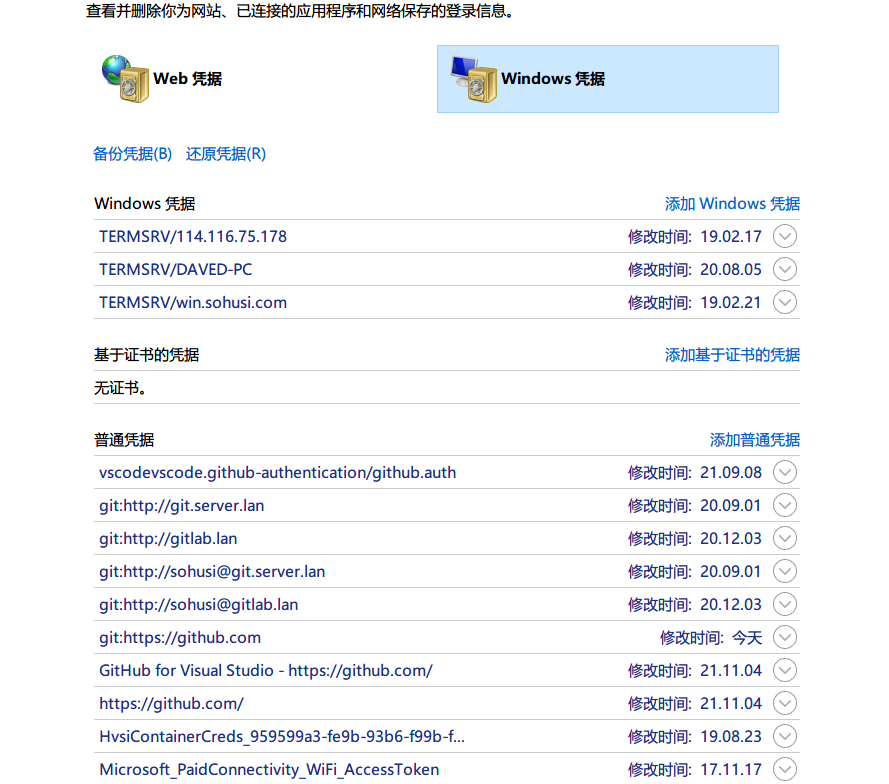 查看并删除你为网站、已连接的应用程序和网络保存的登录信息。
Web 凭据 Windows 凭据
备份凭据(B) 还原凭据(R)
Windows 凭据 添加 Windows 凭据
TERMSRV/114.116.75.178 修改时间: 19.02.17
TERMSRV/DAVED-PC 修改时间: 20.08.05
TERMSRV/win.sohusi.com 修改时间: 19.02.21
基于证书的凭据 添加基于证书的凭据
无证书。
普通凭据 添加普通凭据
vscodevscode.github-authentication/github.auth 修改时间: 21.09.08
git:http://git.server.lan 修改时间: 20.09.01
git:http://gitlab.lan 修改时间: 20.12.03
git:http://sohusi@git.server.lan 修改时间: 20.09.01
git:http://sohusi@gitlab.lan 修改时间: 20.12.03
git:https://github.com 修改时间: 今天
GitHub for Visual Studio - https://github.com/ 修改时间: 21.11.04
https://github.com/ 修改时间: 21.11.04
HvsiContainerCreds_959599a3-fe9b-93b6-f99b-f... 修改时间: 19.08.23
Microsoft_PaidConnectivity_WiFi_AccessToken 修改时间: 17.11.17